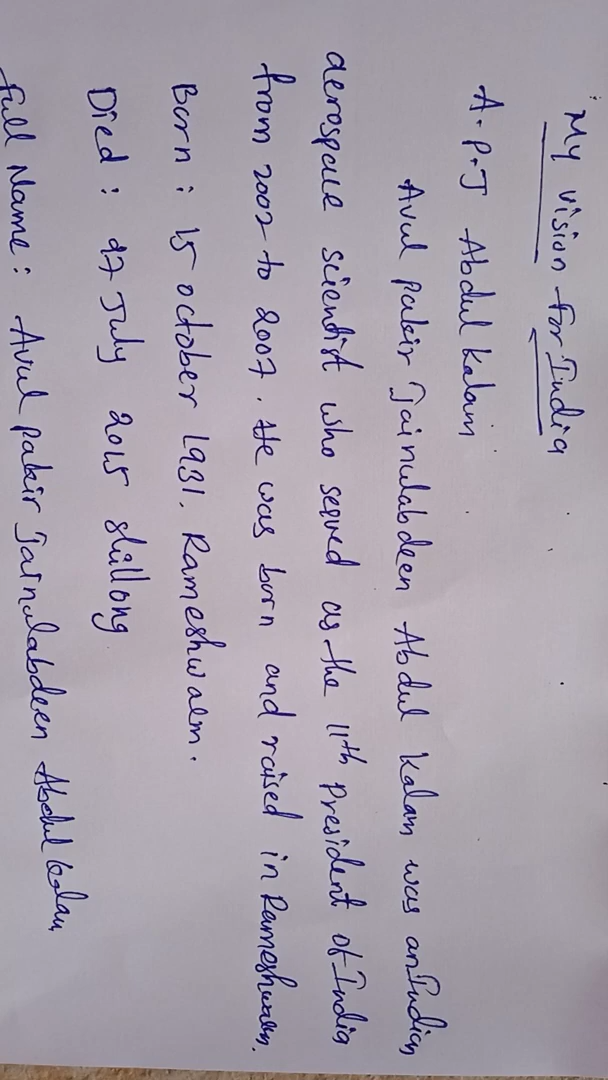 My vision for India
A.P.J Abdul kalam
Avul pakir Jainulabdeen Abdul kalam was an Indian
aerospace scientist who served as the 11th President of India
from 2002 to 2007. He was born and raised in Rameshwaem.
Born : 15 october 1931, Rameshwaem.
Died : 27 July 2015 shillong
Full Name : Avul pakir Jainulabdeen Abdul kalam